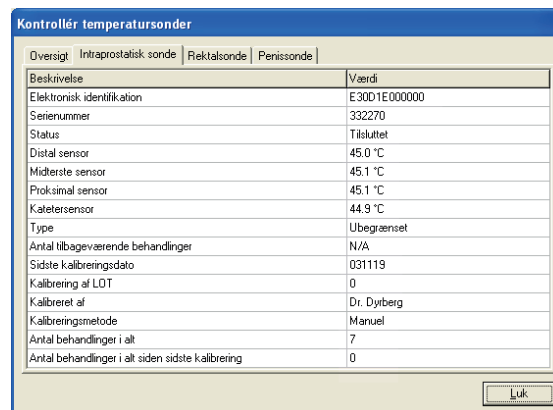 Kontrollér temperatursonder
Oversigt Intraprostatisk sonde Rektalsonde Penissonde
Beskrivelse Værdi
Elektronisk identifikation E30D1E000000
Serienummer 332270
Status Tilsluttet
Distal sensor 45.0 °C
Midterste sensor 45.1 °C
Proksimal sensor 45.1 °C
Katetersensor 44.9 °C
Type Ubegrænset
Antal tilbageværende behandlinger N/A
Sidste kalibreringsdato 031119
Kalibrering af LOT 0
Kalibreret af Dr. Dyrberg
Kalibreringsmetode Manuel
Antal behandlinger i alt 7
Antal behandlinger i alt siden sidste kalibrering 0
Luk